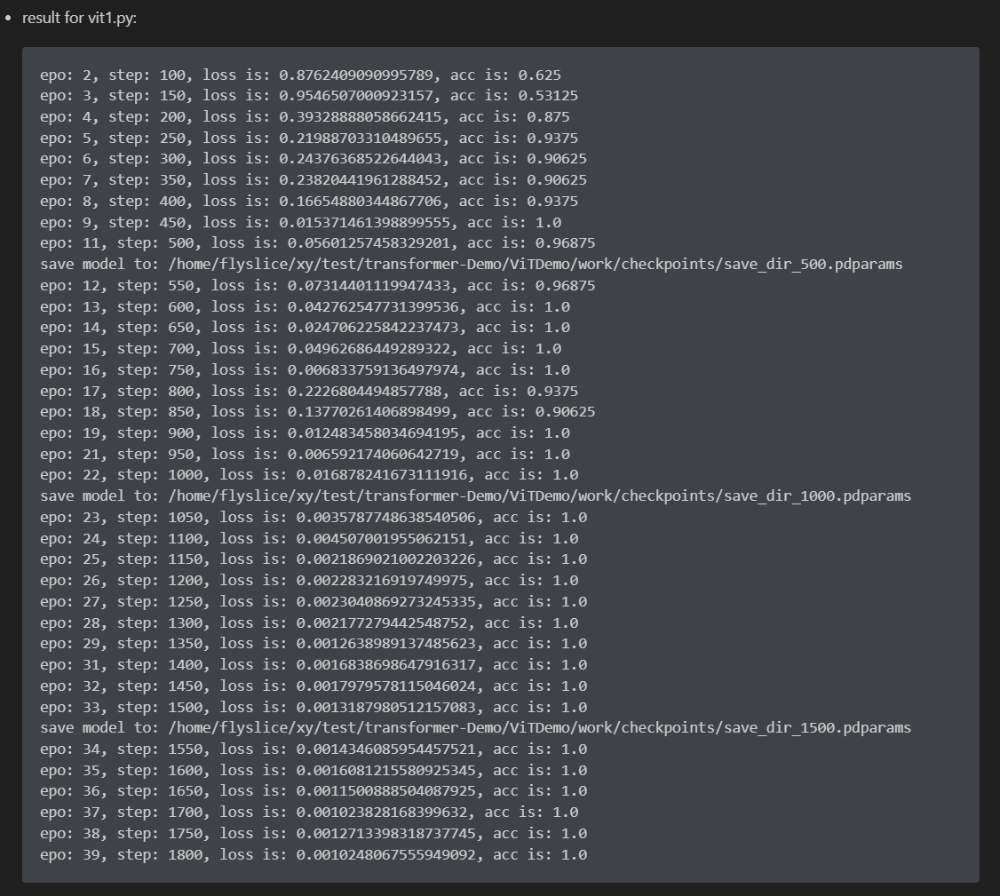 result for vit1.py:
epo: 2, step: 100, loss is: 0.8762409090995789, acc is: 0.625
epo: 3, step: 150, loss is: 0.9546507000923157, acc is: 0.53125
epo: 4, step: 200, loss is: 0.39328888058662415, acc is: 0.875
epo: 5, step: 250, loss is: 0.21988703310489655, acc is: 0.9375
epo: 6, step: 300, loss is: 0.24376368522644043, acc is: 0.90625
epo: 7, step: 350, loss is: 0.23820441961288452, acc is: 0.90625
epo: 8, step: 400, loss is: 0.16654880344867706, acc is: 0.9375
epo: 9, step: 450, loss is: 0.015371461398899555, acc is: 1.0
epo: 11, step: 500, loss is: 0.05601257458329201, acc is: 0.96875
save model to: /home/flyslice/xy/test/transformer-Demo/ViTDemo/work/checkpoints/save_dir_500.pdparams
epo: 12, step: 550, loss is: 0.07314401119947433, acc is: 0.96875
epo: 13, step: 600, loss is: 0.042762547731399536, acc is: 1.0
epo: 14, step: 650, loss is: 0.024706225842237473, acc is: 1.0
epo: 15, step: 700, loss is: 0.04962686449289322, acc is: 1.0
epo: 16, step: 750, loss is: 0.006833759136497974, acc is: 1.0
epo: 17, step: 800, loss is: 0.2226804494857788, acc is: 0.9375
epo: 18, step: 850, loss is: 0.13770261406898499, acc is: 0.90625
epo: 19, step: 900, loss is: 0.012483458034694195, acc is: 1.0
epo: 21, step: 950, loss is: 0.006592174060642719, acc is: 1.0
epo: 22, step: 1000, loss is: 0.016878241673111916, acc is: 1.0
save model to: /home/flyslice/xy/test/transformer-Demo/ViTDemo/work/checkpoints/save_dir_1000.pdparams
epo: 23, step: 1050, loss is: 0.0035787748638540506, acc is: 1.0
epo: 24, step: 1100, loss is: 0.004507001955062151, acc is: 1.0
epo: 25, step: 1150, loss is: 0.0021869021002203226, acc is: 1.0
epo: 26, step: 1200, loss is: 0.002283216919749975, acc is: 1.0
epo: 27, step: 1250, loss is: 0.0023040869273245335, acc is: 1.0
epo: 28, step: 1300, loss is: 0.002177279442548752, acc is: 1.0
epo: 29, step: 1350, loss is: 0.0012638989137485623, acc is: 1.0
epo: 31, step: 1400, loss is: 0.0016838698647916317, acc is: 1.0
epo: 32, step: 1450, loss is: 0.0017979578115046024, acc is: 1.0
epo: 33, step: 1500, loss is: 0.0013187980512157083, acc is: 1.0
save model to: /home/flyslice/xy/test/transformer-Demo/ViTDemo/work/checkpoints/save_dir_1500.pdparams
epo: 34, step: 1550, loss is: 0.0014346085954457521, acc is: 1.0
epo: 35, step: 1600, loss is: 0.0016081215580925345, acc is: 1.0
epo: 36, step: 1650, loss is: 0.0011500888504087925, acc is: 1.0
epo: 37, step: 1700, loss is: 0.001023828168399632, acc is: 1.0
epo: 38, step: 1750, loss is: 0.0012713398318737745, acc is: 1.0
epo: 39, step: 1800, loss is: 0.0010248067555949092, acc is: 1.0